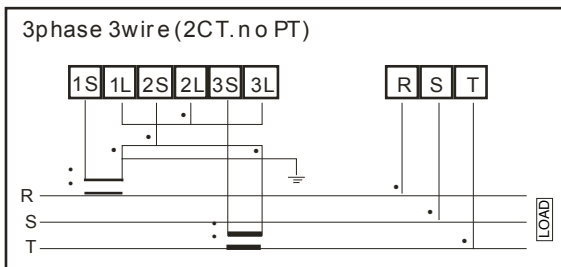 3phase 3wire (2CT. no PT)
1S 1L 2S 2L 3S 3L R S T
R
S
T
LOAD